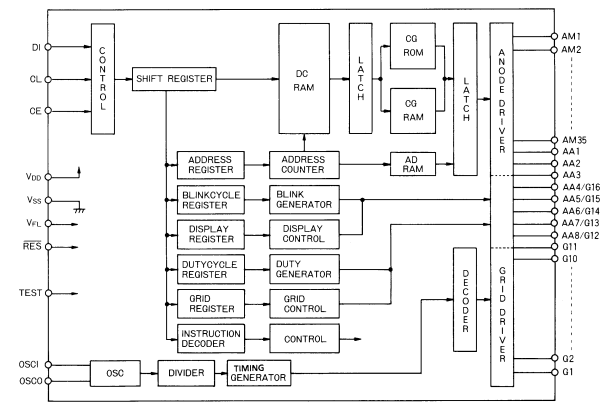 DI
CL
CE
VDD
VSS
VFL
RES
TEST
OSCI
OSCO
CONTROL
SHIFT REGISTER
DC
RAM
LATCH
CG
ROM
CG
RAM
LATCH
ANODE DRIVER
ADDRESS
REGISTER
ADDRESS
COUNTER
AD
RAM
BLINKCYCLE
REGISTER
BLINK
GENERATOR
DISPLAY
REGISTER
DISPLAY
CONTROL
DUTYCYCLE
REGISTER
DUTY
GENERATOR
GRID
REGISTER
GRID
CONTROL
INSTRUCTION
DECODER
CONTROL
OSC
DIVIDER
TIMING
GENERATOR
DECODER
GRID DRIVER
AM1
AM2
AM35
AA1
AA2
AA3
AA4/G16
AA5/G15
AA6/G14
AA7/G13
AA8/G12
G11
G10
G2
G1